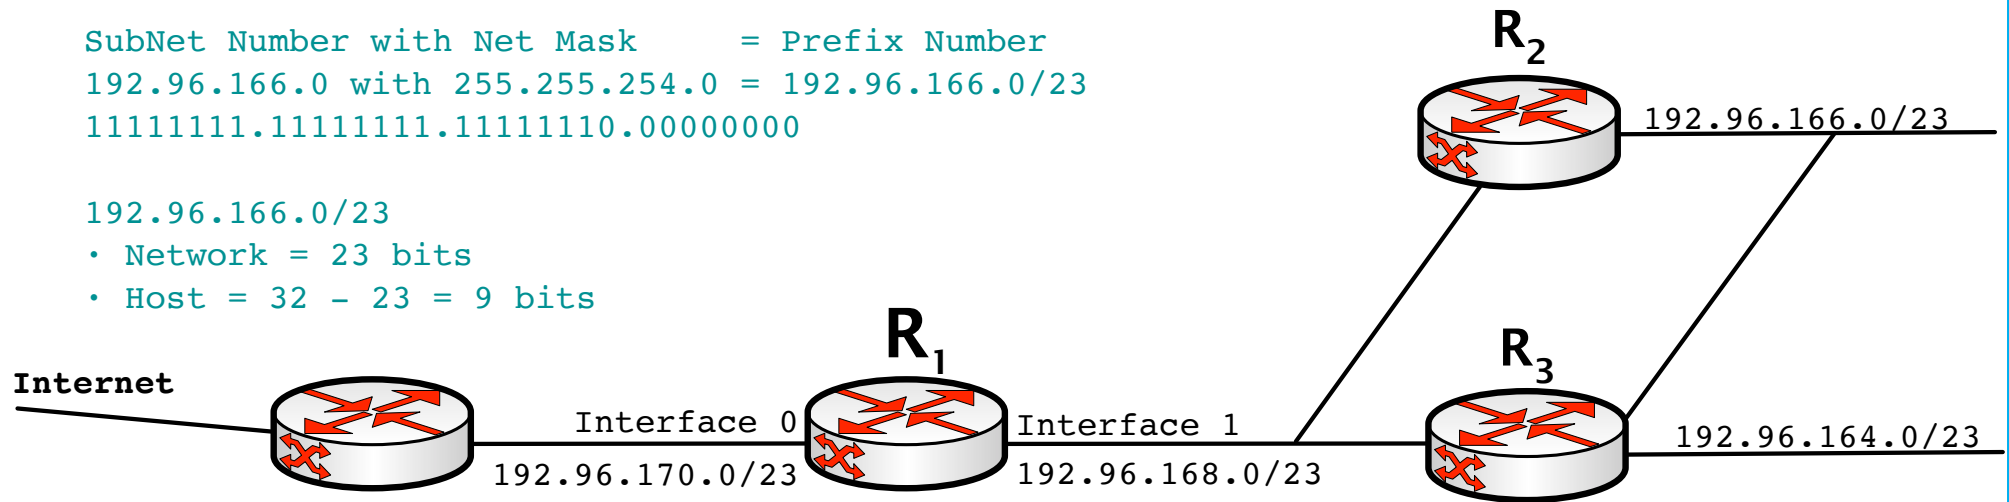 SubNet Number with Net Mask     = Prefix Number
192.96.166.0 with 255.255.254.0 = 192.96.166.0/23
11111111.11111111.11111110.00000000
192.96.166.0/23
· Network = 23 bits
· Host = 32 – 23 = 9 bits
R2
192.96.166.0/23
Internet
R1
R3
Interface 0
Interface 1
192.96.170.0/23
192.96.168.0/23
192.96.164.0/23